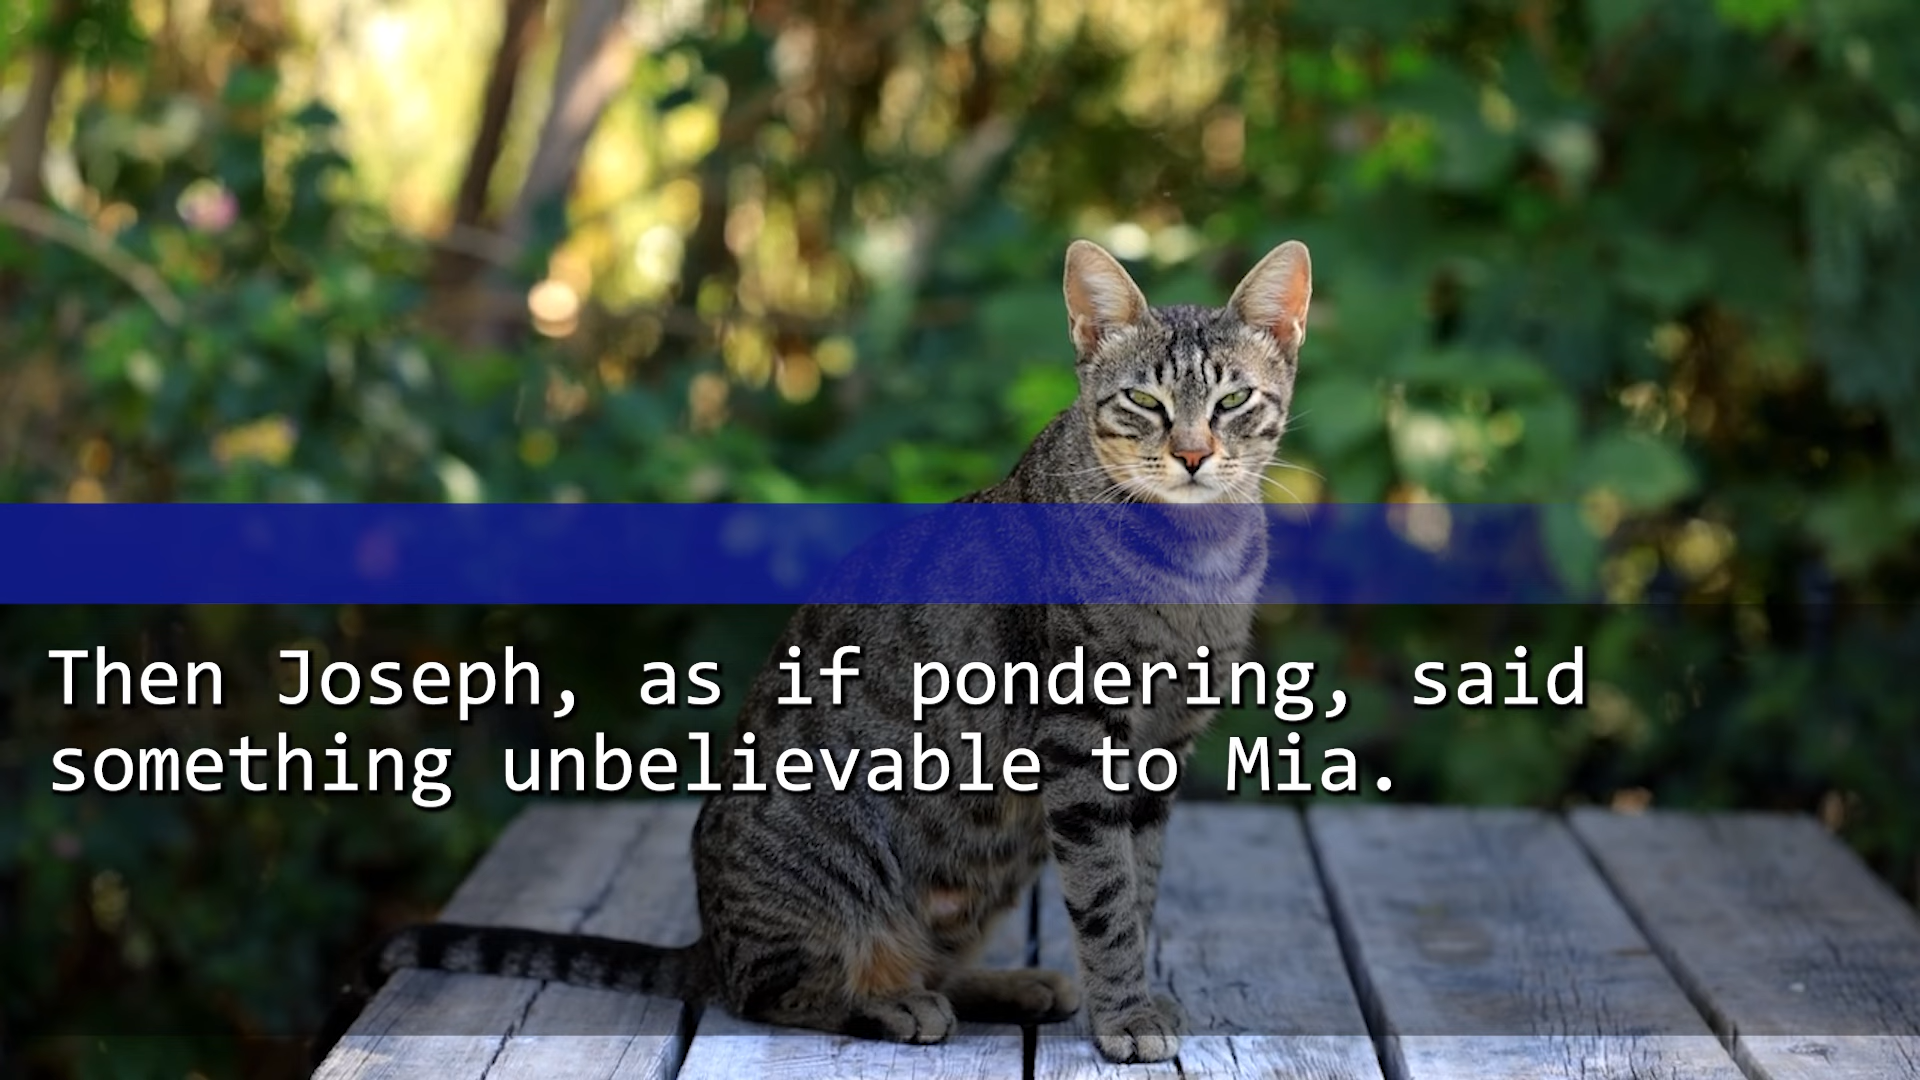 Then Joseph, as if pondering, said
something unbelievable to Mia.